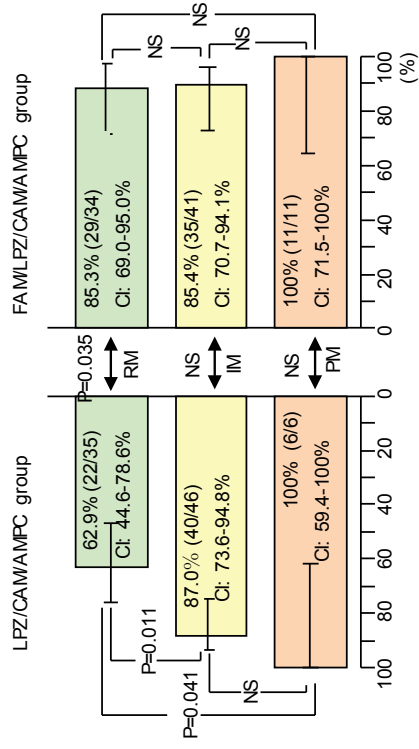 LPZ/CAM/AMPC group
FAM/LPZ/CAM/AMPC group
P=0.041
P=0.011
NS
62.9% (22/35)
CI: 44.6-78.6%
87.0% (40/46)
CI: 73.6-94.8%
100% (6/6)
CI: 59.4-100%
P=0.035
RM
NS
IM
NS
PM
85.3% (29/34)
CI: 69.0-95.0%
85.4% (35/41)
CI: 70.7-94.1%
100% (11/11)
CI: 71.5-100%
NS
NS
NS
100 80 60 40 20 0
0 20 40 60 80 100
(%)